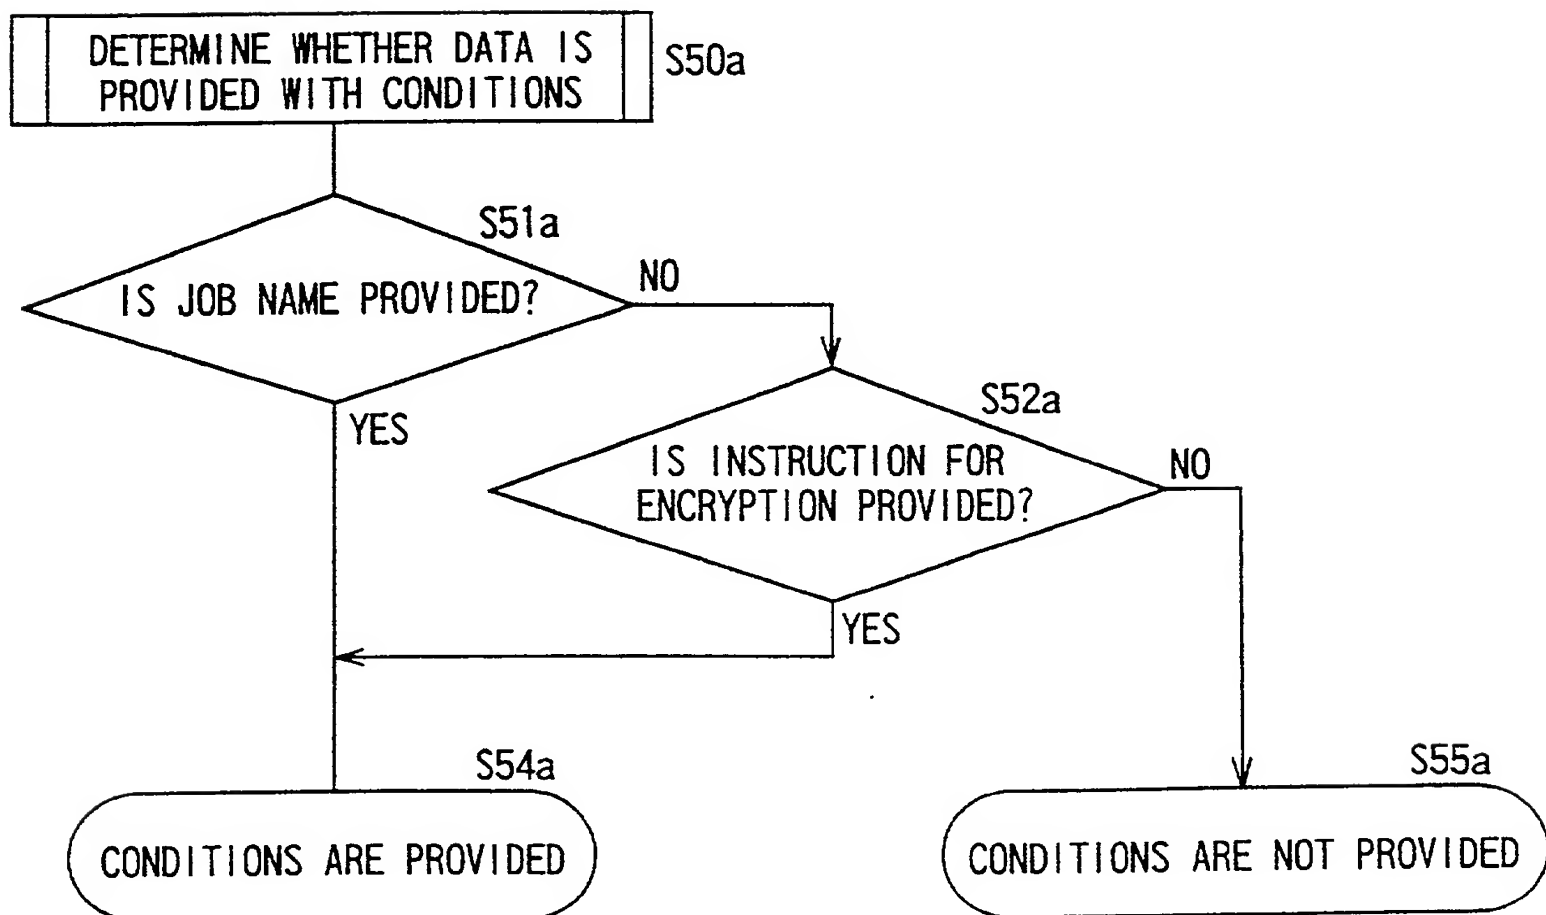 DETERMINE WHETHER DATA IS
PROVIDED WITH CONDITIONS
S50a
S51a
IS JOB NAME PROVIDED?
NO
YES
S52a
IS INSTRUCTION FOR
ENCRYPTION PROVIDED?
NO
YES
S54a
CONDITIONS ARE PROVIDED
S55a
CONDITIONS ARE NOT PROVIDED